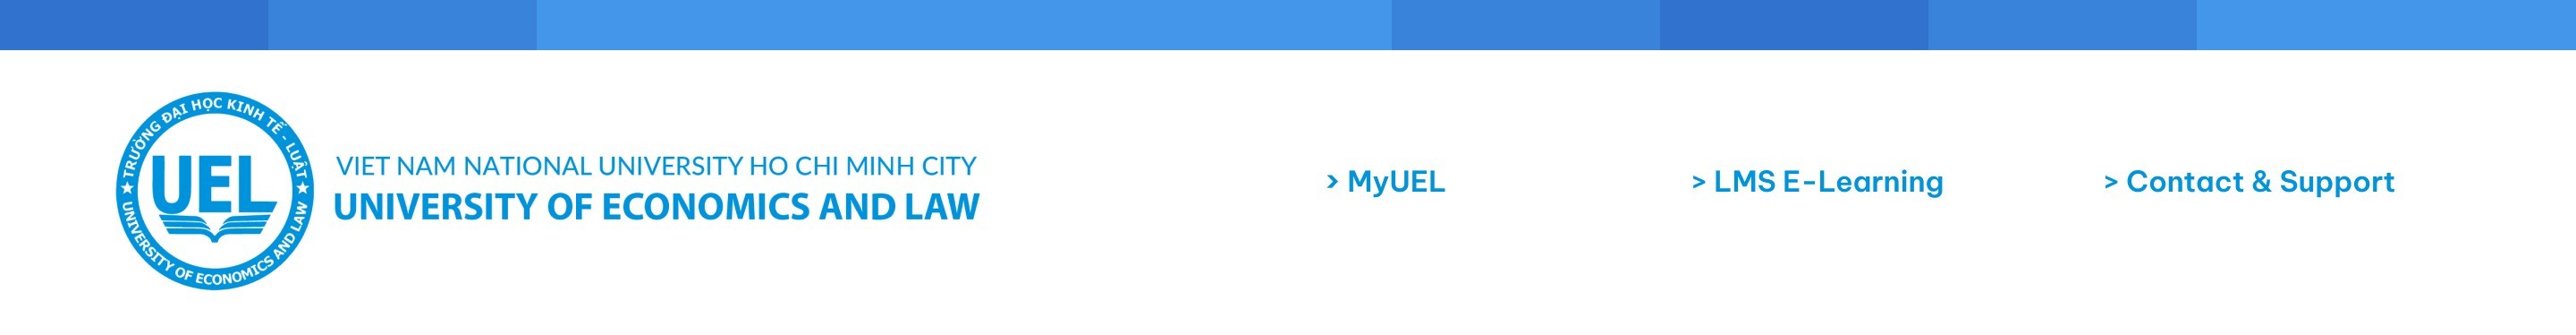 TRƯỜNG ĐẠI HỌC KINH TẾ - LUẬT
UEL
UNIVERSITY OF ECONOMICS AND LAW
VIET NAM NATIONAL UNIVERSITY HO CHI MINH CITY
UNIVERSITY OF ECONOMICS AND LAW
> MyUEL
> LMS E-Learning
> Contact & Support